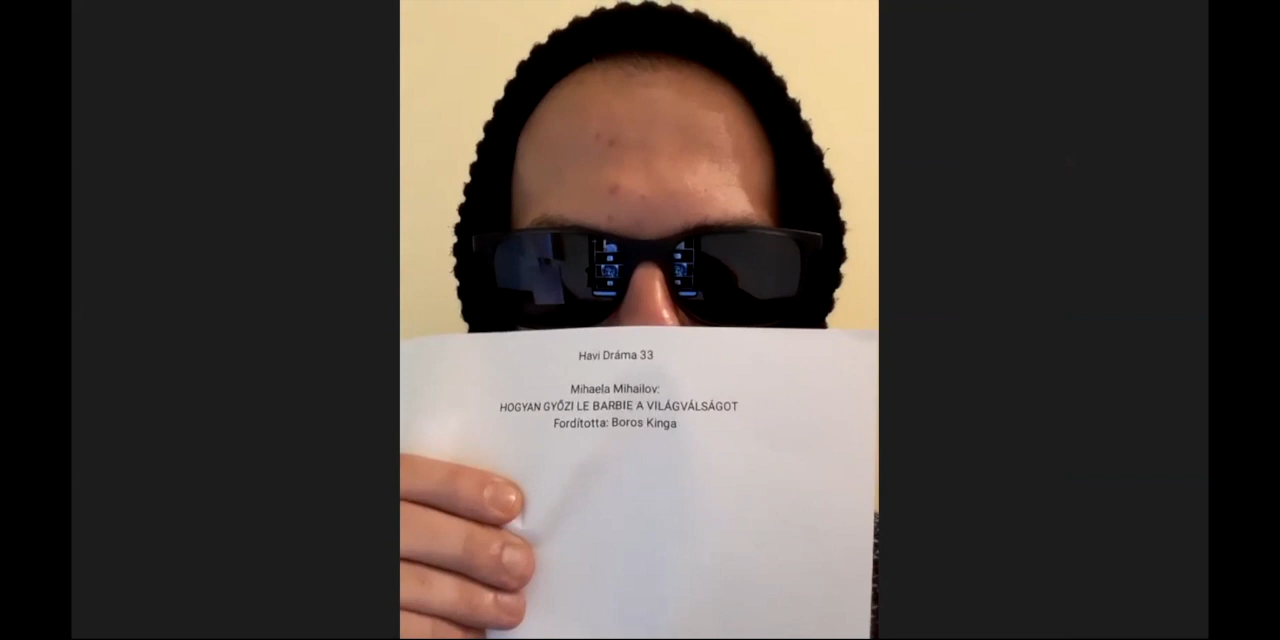 Havi Dráma 33
Mihaela Mihailov:
HOGYAN GYŐZI LE BARBIE A VILÁGVÁLSÁGOT
Fordította: Boros Kinga